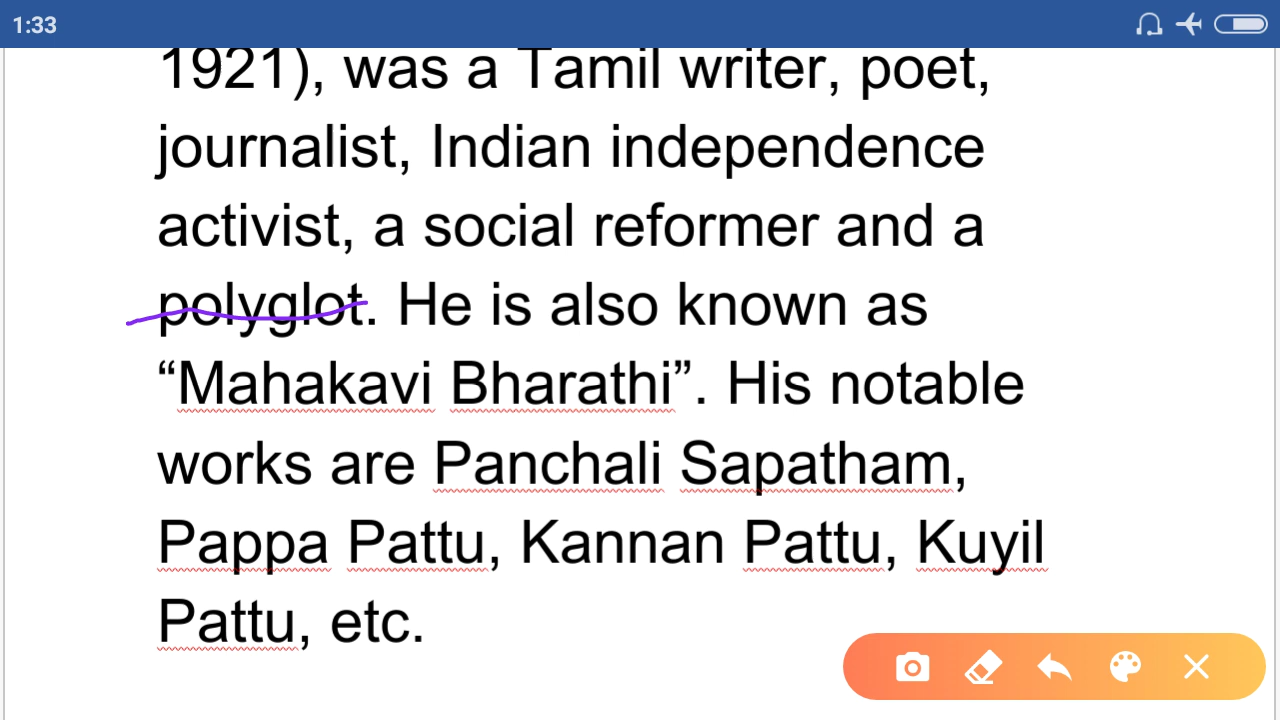 1:33
1921), was a Tamil writer, poet,
journalist, Indian independence
activist, a social reformer and a
polyglot. He is also known as
“Mahakavi Bharathi”. His notable
works are Panchali Sapatham,
Pappa Pattu, Kannan Pattu, Kuyil
Pattu, etc.